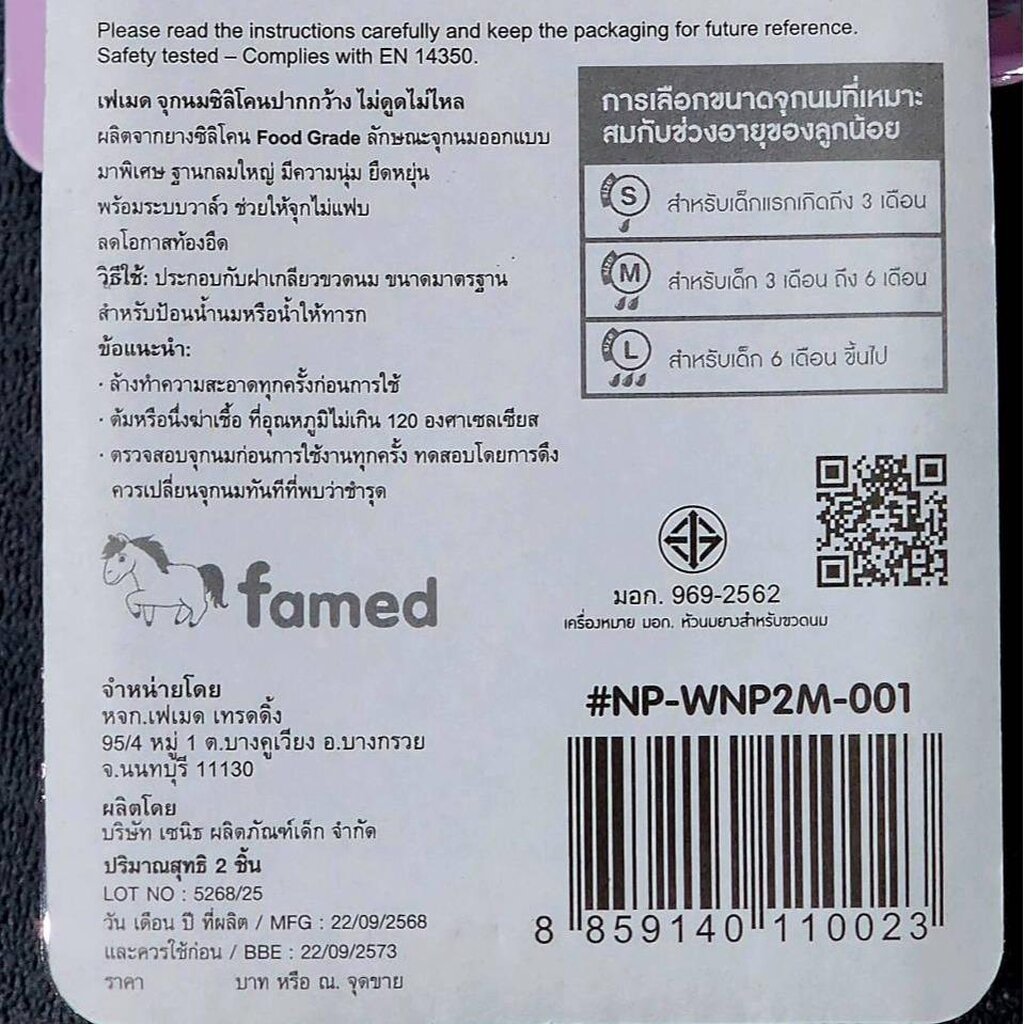 Please read the instructions carefully and keep the packaging for future reference.
Safety tested – Complies with EN 14350.
เฟเมด จุกนมซิลิโคนปากกว้าง ไม่ดูดไม่ไหล
ผลิตจากยางซิลิโคน Food Grade ลักษณะจุกนมออกแบบ
มาพิเศษ ฐานกลมใหญ่ มีความนุ่ม ยืดหยุ่น
พร้อมระบบวาล์ว ช่วยให้จุกไม่แฟบ
ลดโอกาสท้องอืด
วิธีใช้: ประกอบกับฝาเกลียวขวดนม ขนาดมาตรฐาน
สำหรับป้อนน้ำนมหรือน้ำให้ทารก
ข้อแนะนำ:
· ล้างทำความสะอาดทุกครั้งก่อนการใช้
· ต้มหรือนึ่งฆ่าเชื้อ ที่อุณหภูมิไม่เกิน 120 องศาเซลเซียส
· ตรวจสอบจุกนมก่อนการใช้งานทุกครั้ง ทดสอบโดยการดึง
ควรเปลี่ยนจุกนมทันทีที่พบว่าชำรุด
การเลือกขนาดจุกนมที่เหมาะ
สมกับช่วงอายุของลูกน้อย
SIZE S สำหรับเด็กแรกเกิดถึง 3 เดือน
SIZE M สำหรับเด็ก 3 เดือน ถึง 6 เดือน
SIZE L สำหรับเด็ก 6 เดือน ขึ้นไป
famed
มอก. 969-2562
เครื่องหมาย มอก. หัวนมยางสำหรับขวดนม
จำหน่ายโดย
หจก.เฟเมด เทรดดิ้ง
95/4 หมู่ 1 ต.บางคูเวียง อ.บางกรวย
จ.นนทบุรี 11130
ผลิตโดย
บริษัท เซนิธ ผลิตภัณฑ์เด็ก จำกัด
ปริมาณสุทธิ 2 ชิ้น
LOT NO : 5268/25
วัน เดือน ปี ที่ผลิต / MFG : 22/09/2568
และควรใช้ก่อน / BBE : 22/09/2573
ราคา บาท หรือ ณ. จุดขาย
#NP-WNP2M-001
8 859140 110023